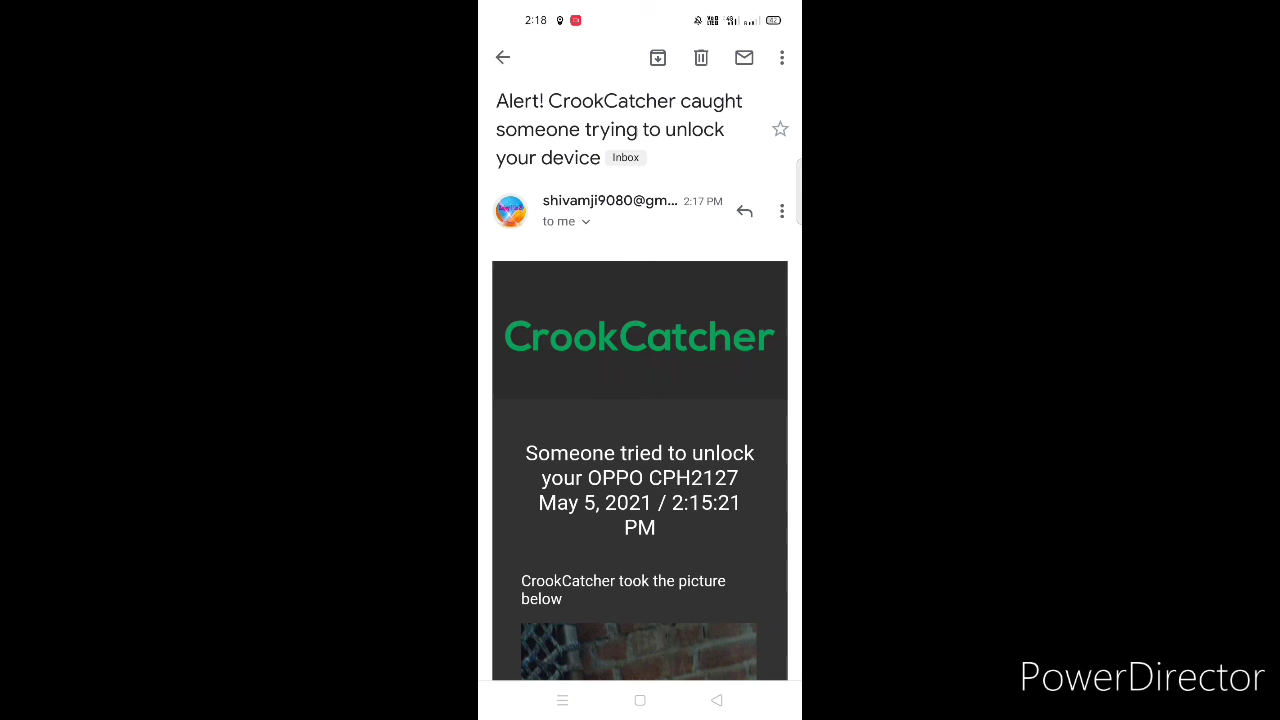 2:18
42
Alert! CrookCatcher caught
someone trying to unlock
your device Inbox
shivamji9080@gm... 2:17 PM
to me
CrookCatcher
Someone tried to unlock
your OPPO CPH2127
May 5, 2021 / 2:15:21
PM
CrookCatcher took the picture
below
PowerDirector